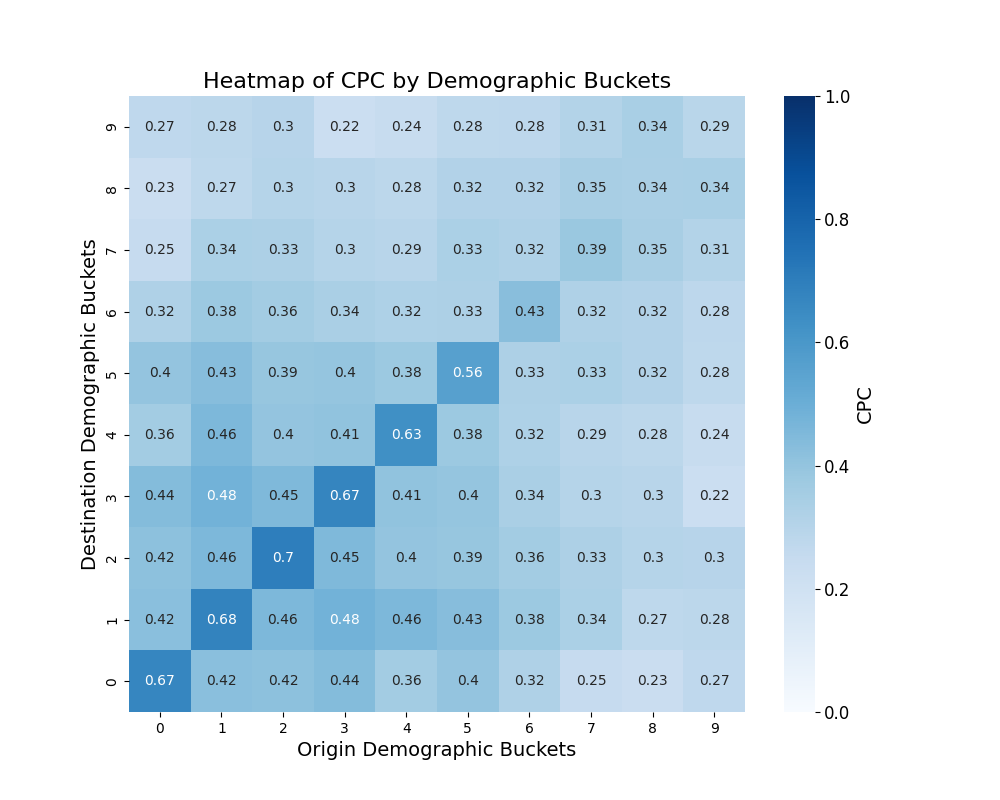 Heatmap of CPC by Demographic Buckets
9 0.27 0.28 0.3 0.22 0.24 0.28 0.28 0.31 0.34 0.29
8 0.23 0.27 0.3 0.3 0.28 0.32 0.32 0.35 0.34 0.34
7 0.25 0.34 0.33 0.3 0.29 0.33 0.32 0.39 0.35 0.31
6 0.32 0.38 0.36 0.34 0.32 0.33 0.43 0.32 0.32 0.28
5 0.4 0.43 0.39 0.4 0.38 0.56 0.33 0.33 0.32 0.28
4 0.36 0.46 0.4 0.41 0.63 0.38 0.32 0.29 0.28 0.24
3 0.44 0.48 0.45 0.67 0.41 0.4 0.34 0.3 0.3 0.22
2 0.42 0.46 0.7 0.45 0.4 0.39 0.36 0.33 0.3 0.3
1 0.42 0.68 0.46 0.48 0.46 0.43 0.38 0.34 0.27 0.28
0 0.67 0.42 0.42 0.44 0.36 0.4 0.32 0.25 0.23 0.27
0 1 2 3 4 5 6 7 8 9
Origin Demographic Buckets
Destination Demographic Buckets
1.0
0.8
0.6
0.4
0.2
0.0
CPC